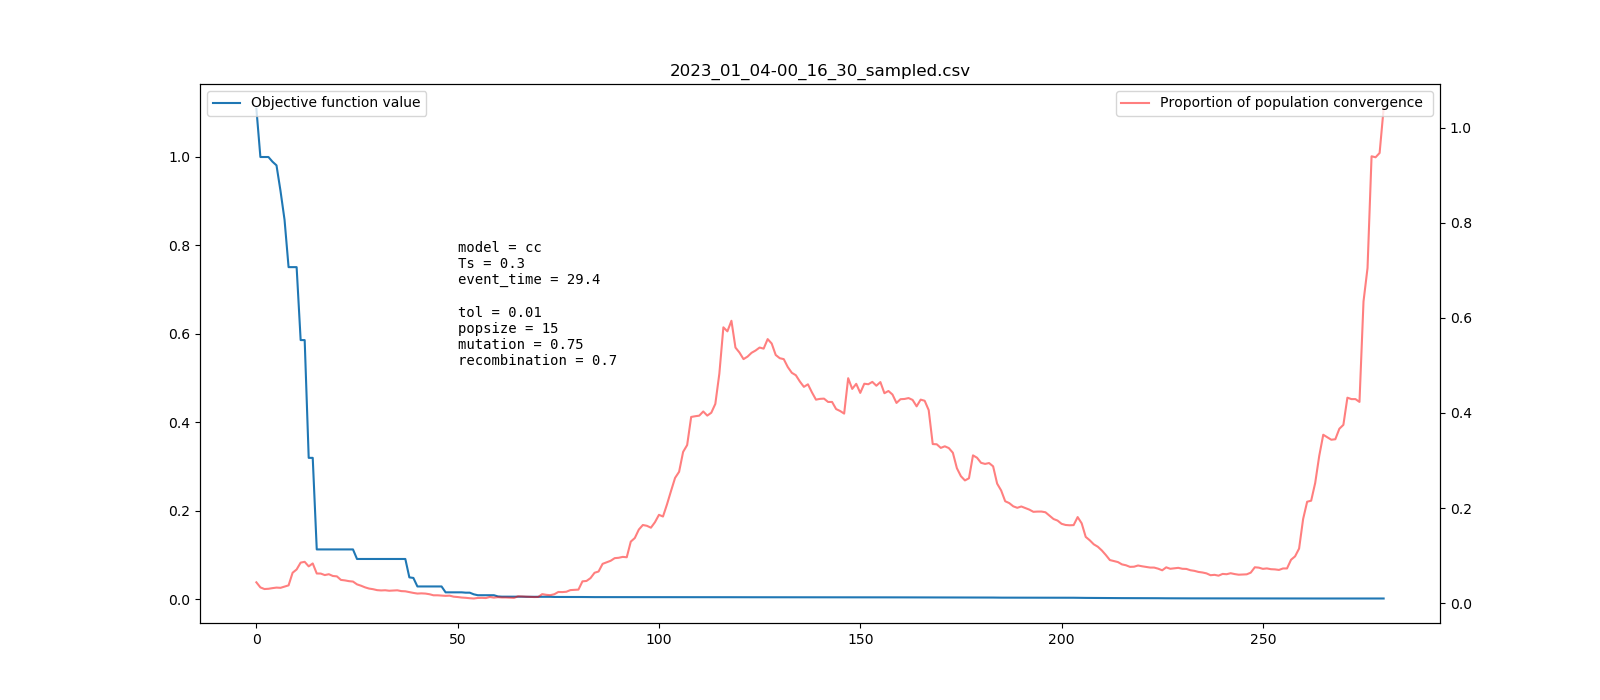 2023_01_04-00_16_30_sampled.csv
Objective function value
Proportion of population convergence
model = cc
Ts = 0.3
event_time = 29.4
tol = 0.01
popsize = 15
mutation = 0.75
recombination = 0.7
1.0
0.8
0.6
0.4
0.2
0.0
1.0
0.8
0.6
0.4
0.2
0.0
0 50 100 150 200 250